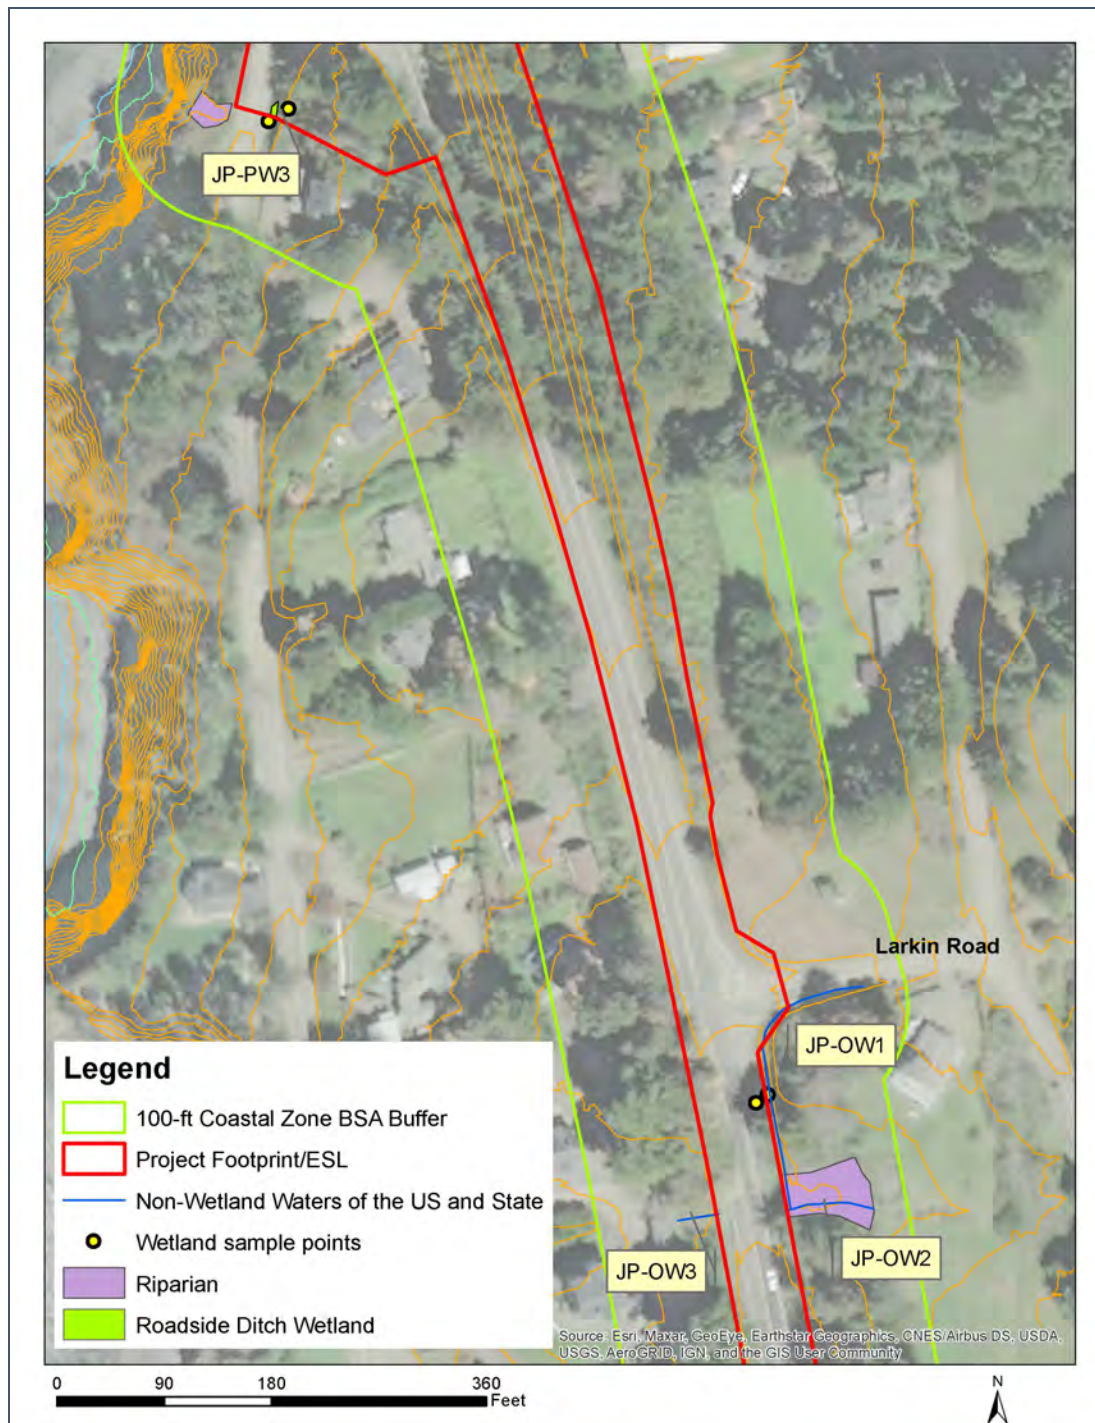 JP-PW3
Larkin Road
JP-OW1
JP-OW2
JP-OW3
Legend
100-ft Coastal Zone BSA Buffer
Project Footprint/ESL
Non-Wetland Waters of the US and State
Wetland sample points
Riparian
Roadside Ditch Wetland
Source: Esri, Maxar, GeoEye, Earthstar Geographics, CNES/Airbus DS, USDA,
USGS, AeroGRID, IGN, and the GIS User Community
0 90 180 360
Feet
N